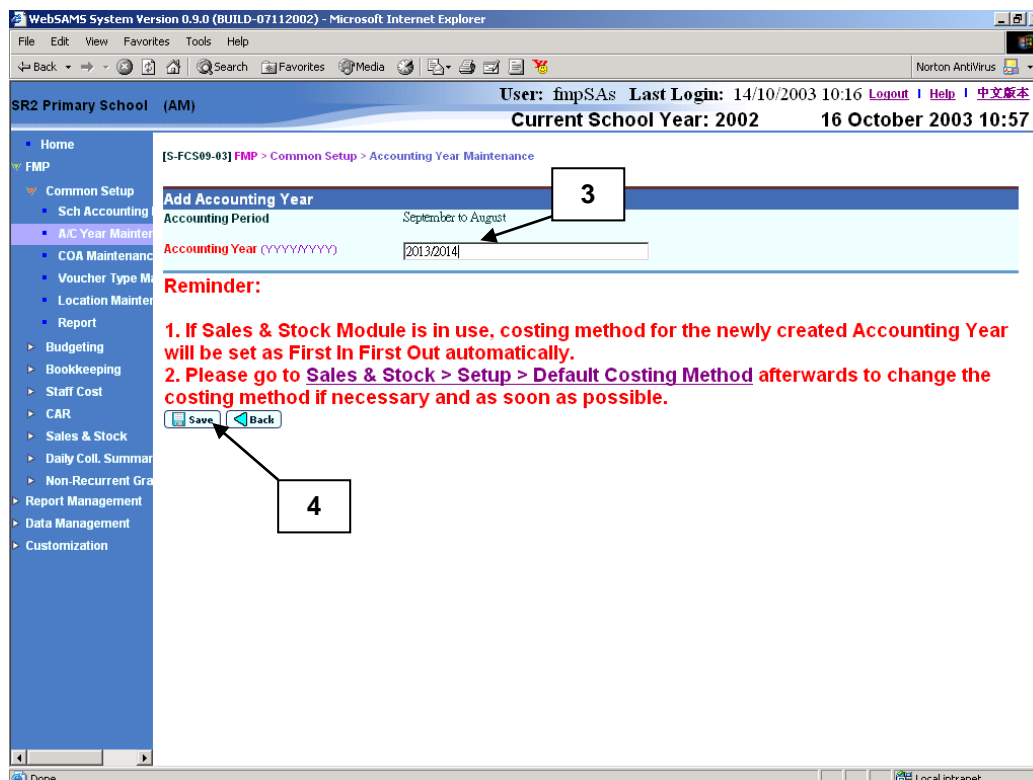 WebSAMS System Version 0.9.0 (BUILD-07112002) - Microsoft Internet Explorer
File Edit View Favorites Tools Help
Back Search Favorites Media Norton AntiVirus
SR2 Primary School (AM)
User: fmpSAs Last Login: 14/10/2003 10:16 Logout | Help | 中文版本
Current School Year: 2002 16 October 2003 10:57
Home
FMP
Common Setup
Sch Accounting
A/C Year Mainter
COA Maintenanc
Voucher Type Ma
Location Mainter
Report
Budgeting
Bookkeeping
Staff Cost
CAR
Sales & Stock
Daily Coll. Summar
Non-Recurrent Gra
Report Management
Data Management
Customization
[S-FCS09-03] FMP > Common Setup > Accounting Year Maintenance
Add Accounting Year
Accounting Period September to August
Accounting Year (YYYY/YYYY) 2013/2014
3
Reminder:
1. If Sales & Stock Module is in use, costing method for the newly created Accounting Year
will be set as First In First Out automatically.
2. Please go to Sales & Stock > Setup > Default Costing Method afterwards to change the
costing method if necessary and as soon as possible.
Save Back
4
Done Local intranet